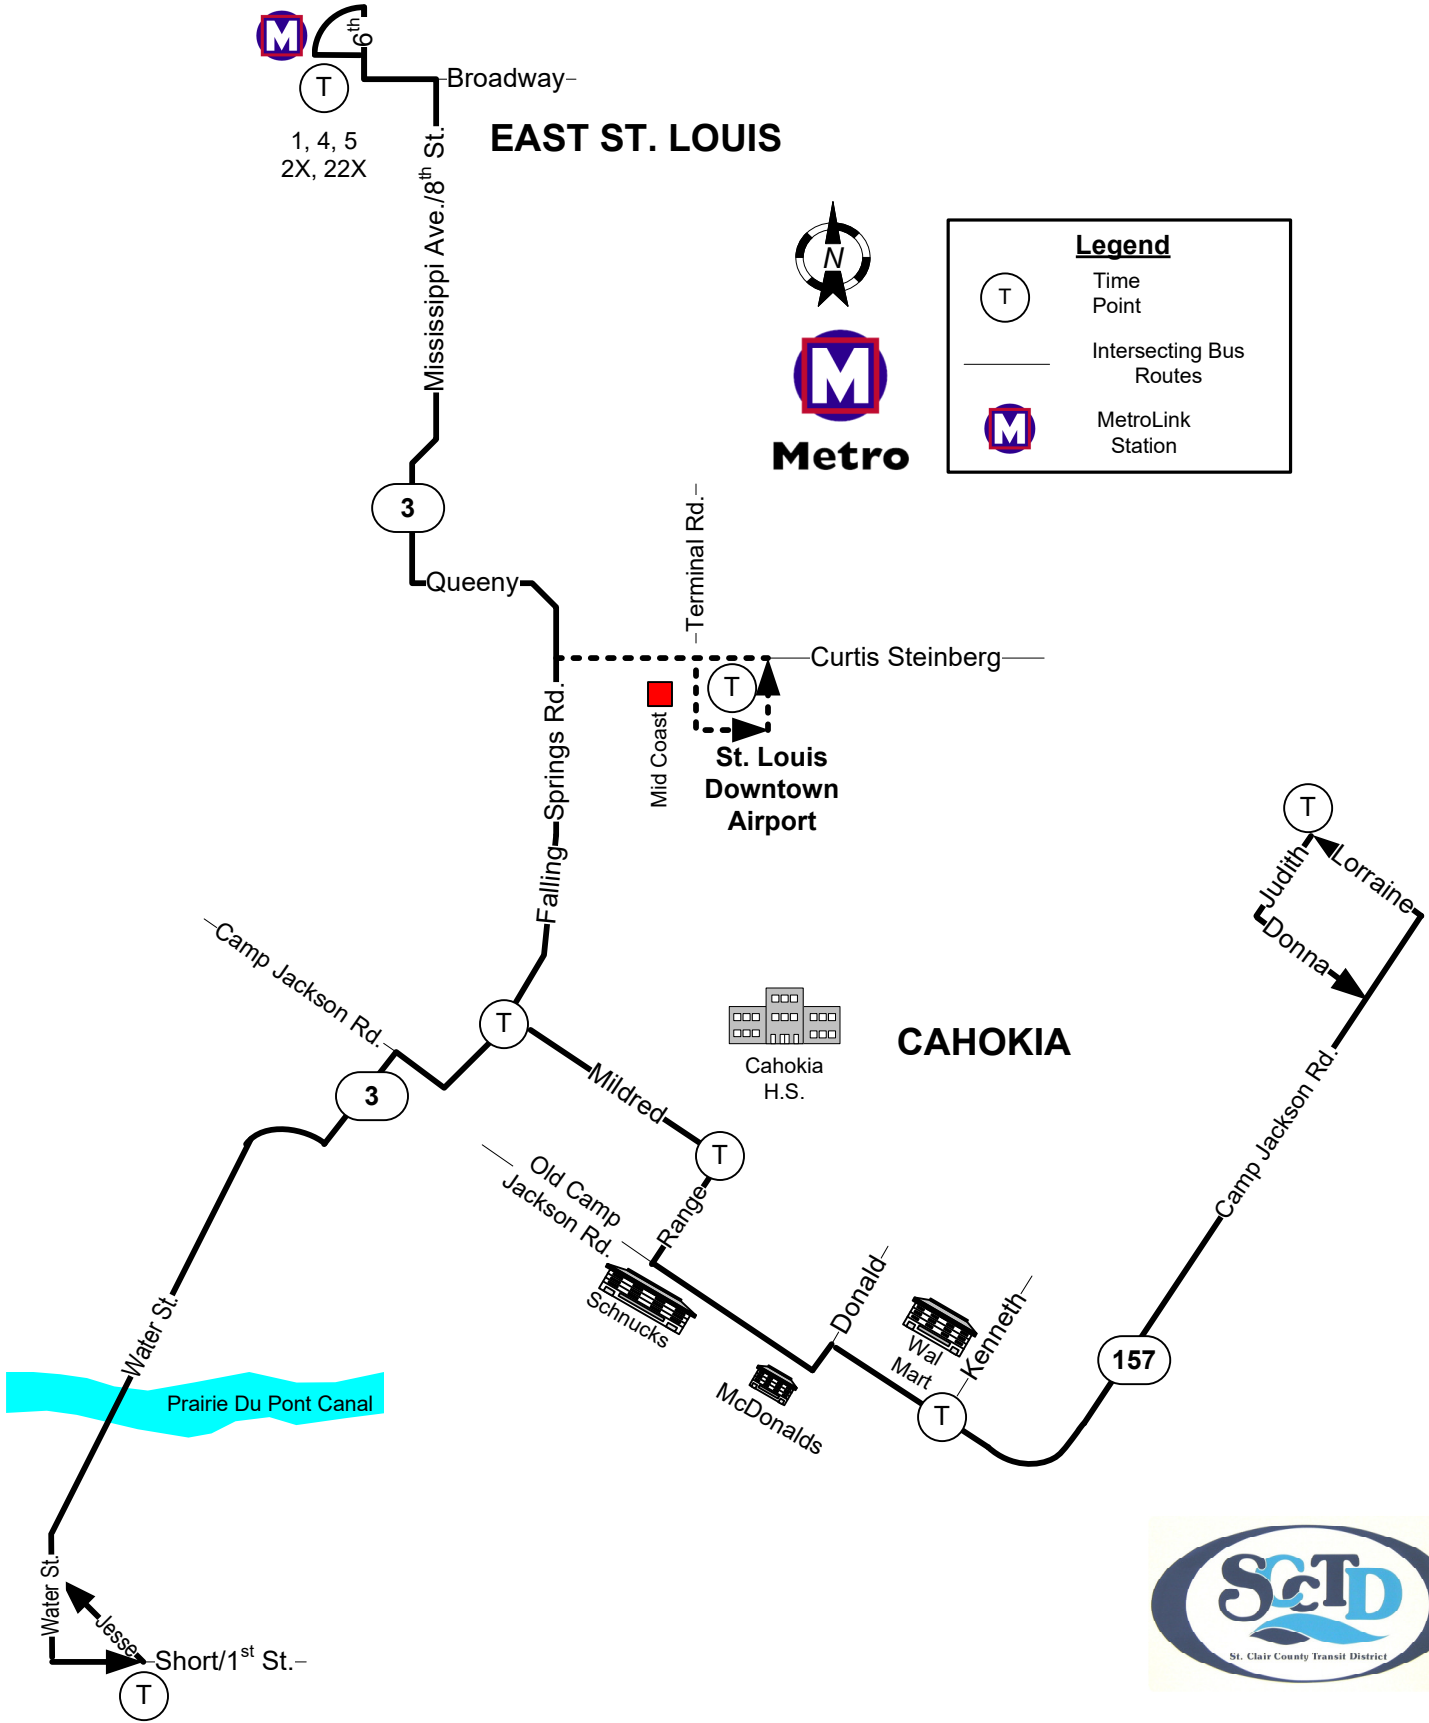 M
6th
T
Broadway
1, 4, 5
2X, 22X
EAST ST. LOUIS
Mississippi Ave./8th St.
N
M
Metro
Legend
T
Time
Point
Intersecting Bus
Routes
M
MetroLink
Station
3
Queeny
Terminal Rd.
Curtis Steinberg
T
Mid Coast
St. Louis
Downtown
Airport
Falling Springs Rd.
T
Judith
Lorraine
Donna
Camp Jackson Rd.
T
3
Mildred
Cahokia
H.S.
CAHOKIA
T
Old Camp
Jackson Rd.
Range
Schnucks
Camp Jackson Rd.
Donald
Wal
Mart
Kenneth
McDonalds
T
157
Water St.
Prairie Du Pont Canal
Water St.
Jesse
Short/1st St.
T
SCCTD
St. Clair County Transit District